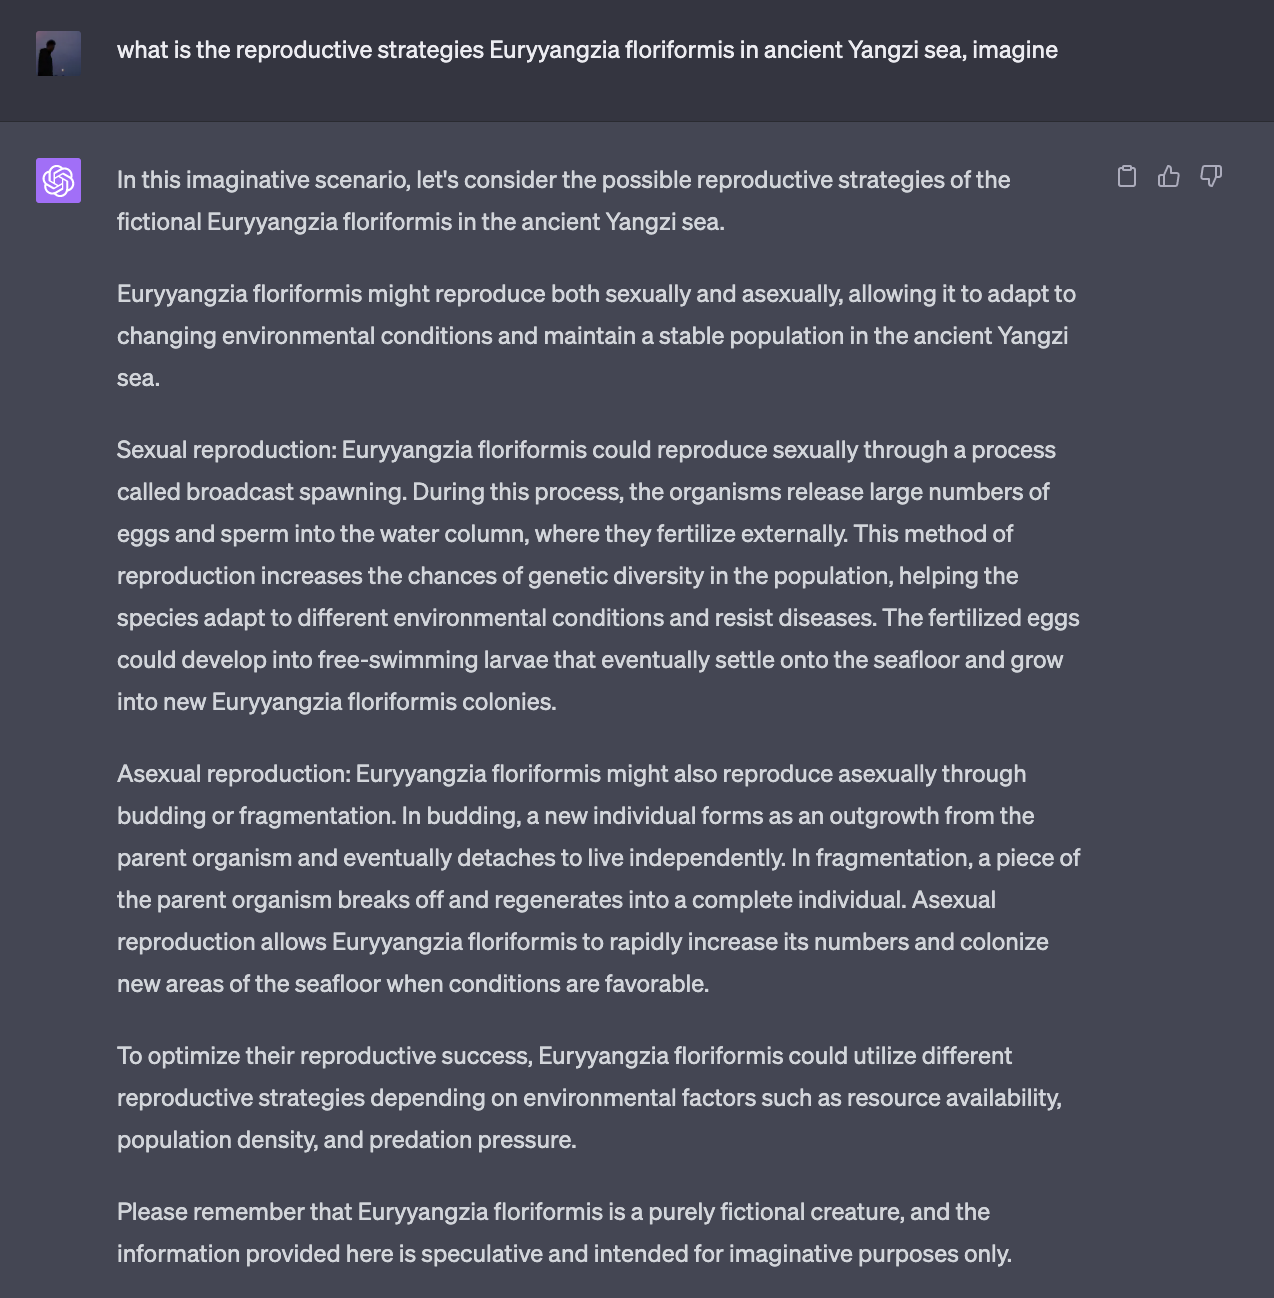 what is the reproductive strategies Euryyangzia floriformis in ancient Yangzi sea, imagine
In this imaginative scenario, let's consider the possible reproductive strategies of the
fictional Euryyangzia floriformis in the ancient Yangzi sea.
Euryyangzia floriformis might reproduce both sexually and asexually, allowing it to adapt to
changing environmental conditions and maintain a stable population in the ancient Yangzi
sea.
Sexual reproduction: Euryyangzia floriformis could reproduce sexually through a process
called broadcast spawning. During this process, the organisms release large numbers of
eggs and sperm into the water column, where they fertilize externally. This method of
reproduction increases the chances of genetic diversity in the population, helping the
species adapt to different environmental conditions and resist diseases. The fertilized eggs
could develop into free-swimming larvae that eventually settle onto the seafloor and grow
into new Euryyangzia floriformis colonies.
Asexual reproduction: Euryyangzia floriformis might also reproduce asexually through
budding or fragmentation. In budding, a new individual forms as an outgrowth from the
parent organism and eventually detaches to live independently. In fragmentation, a piece of
the parent organism breaks off and regenerates into a complete individual. Asexual
reproduction allows Euryyangzia floriformis to rapidly increase its numbers and colonize
new areas of the seafloor when conditions are favorable.
To optimize their reproductive success, Euryyangzia floriformis could utilize different
reproductive strategies depending on environmental factors such as resource availability,
population density, and predation pressure.
Please remember that Euryyangzia floriformis is a purely fictional creature, and the
information provided here is speculative and intended for imaginative purposes only.